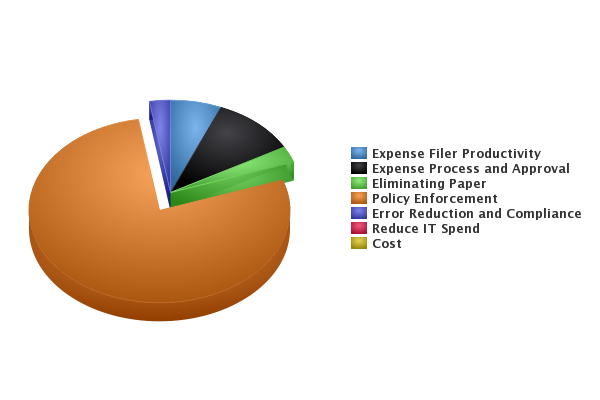 Expense Filer Productivity
Expense Process and Approval
Eliminating Paper
Policy Enforcement
Error Reduction and Compliance
Reduce IT Spend
Cost